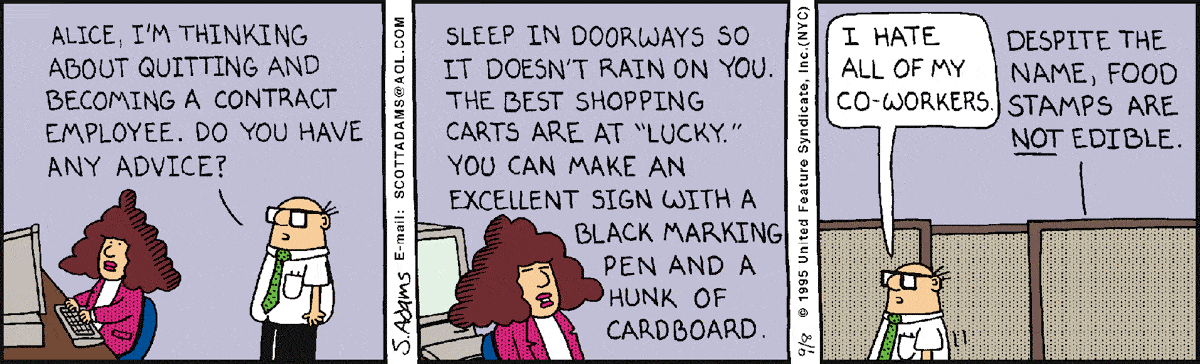 ALICE, I'M THINKING
ABOUT QUITTING AND
BECOMING A CONTRACT
EMPLOYEE. DO YOU HAVE
ANY ADVICE?
S. ADAMS E-mail: SCOTTADAMS@AOL.COM
SLEEP IN DOORWAYS SO
IT DOESN'T RAIN ON YOU.
THE BEST SHOPPING
CARTS ARE AT "LUCKY."
YOU CAN MAKE AN
EXCELLENT SIGN WITH A
BLACK MARKING
PEN AND A
HUNK OF
CARDBOARD.
9/8 © 1995 United Feature Syndicate, Inc.(NYC)
I HATE
ALL OF MY
CO-WORKERS.
DESPITE THE
NAME, FOOD
STAMPS ARE
NOT EDIBLE.